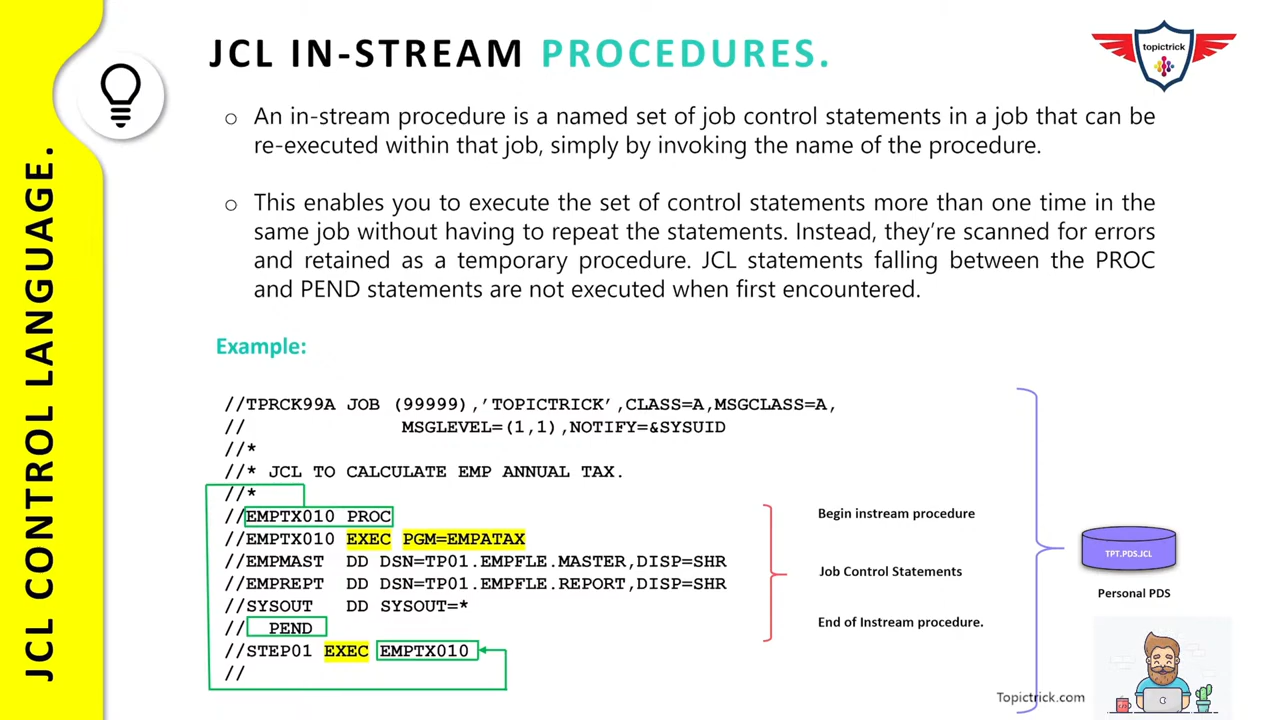 JCL CONTROL LANGUAGE.
JCL IN-STREAM PROCEDURES.
topictrick
o An in-stream procedure is a named set of job control statements in a job that can be
re-executed within that job, simply by invoking the name of the procedure.
o This enables you to execute the set of control statements more than one time in the
same job without having to repeat the statements. Instead, they're scanned for errors
and retained as a temporary procedure. JCL statements falling between the PROC
and PEND statements are not executed when first encountered.
Example:
//TPRCK99A JOB (99999),'TOPICTRICK',CLASS=A,MSGCLASS=A,
// MSGLEVEL=(1,1),NOTIFY=&SYSUID
//*
//* JCL TO CALCULATE EMP ANNUAL TAX.
//*
//EMPTX010 PROC
//EMPTX010 EXEC PGM=EMPATAX
//EMPMAST DD DSN=TP01.EMPFLE.MASTER,DISP=SHR
//EMPREPT DD DSN=TP01.EMPFLE.REPORT,DISP=SHR
//SYSOUT DD SYSOUT=*
// PEND
//STEP01 EXEC EMPTX010
//
Begin instream procedure
Job Control Statements
End of Instream procedure.
TPT.PDS.JCL
Personal PDS
Topictrick.com